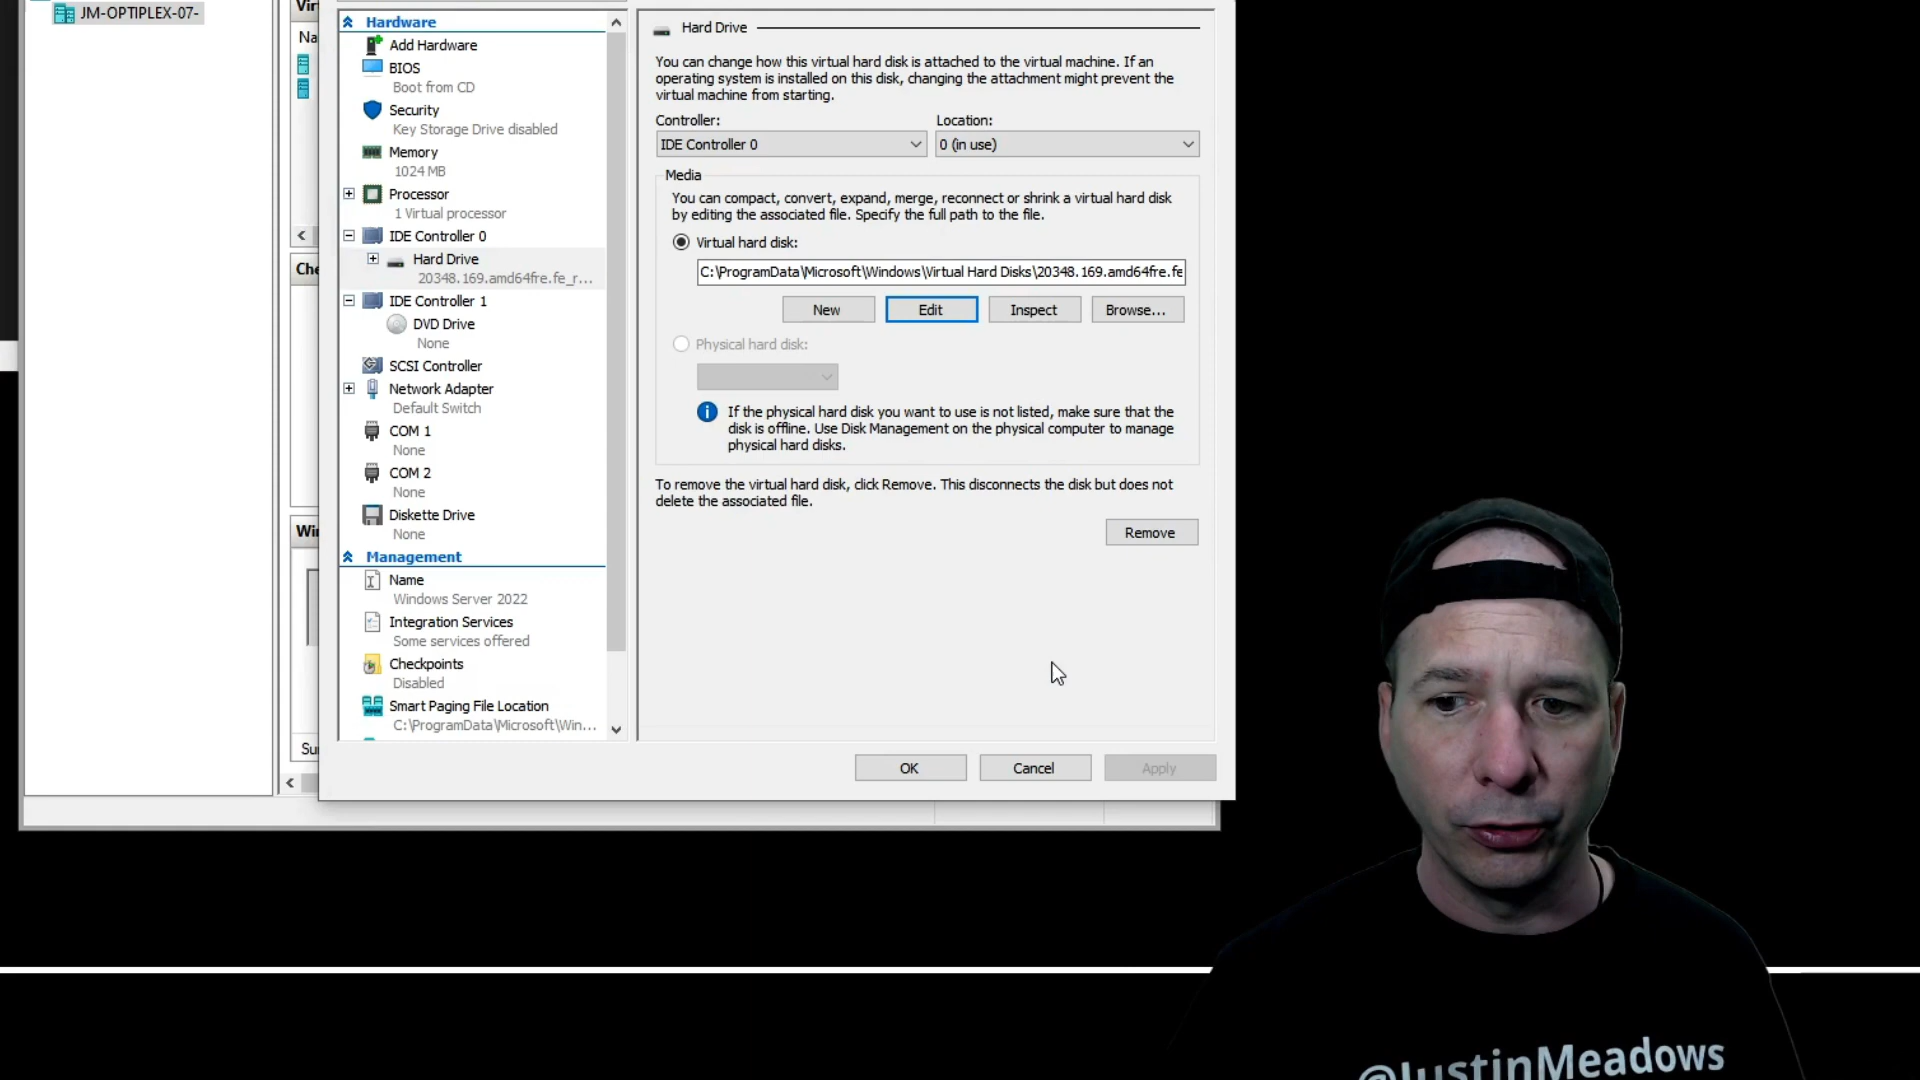 JM-OPTIPLEX-07-
Hardware
Add Hardware
BIOS
Boot from CD
Security
Key Storage Drive disabled
Memory
1024 MB
Processor
1 Virtual processor
IDE Controller 0
Hard Drive
20348.169.amd64fre.fe_r...
IDE Controller 1
DVD Drive
None
SCSI Controller
Network Adapter
Default Switch
COM 1
None
COM 2
None
Diskette Drive
None
Management
Name
Windows Server 2022
Integration Services
Some services offered
Checkpoints
Disabled
Smart Paging File Location
C:\ProgramData\Microsoft\Win...
Hard Drive
You can change how this virtual hard disk is attached to the virtual machine. If an
operating system is installed on this disk, changing the attachment might prevent the
virtual machine from starting.
Controller:
Location:
IDE Controller 0
0 (in use)
Media
You can compact, convert, expand, merge, reconnect or shrink a virtual hard disk
by editing the associated file. Specify the full path to the file.
Virtual hard disk:
C:\ProgramData\Microsoft\Windows\Virtual Hard Disks\20348.169.amd64fre.fe
New
Edit
Inspect
Browse...
Physical hard disk:
If the physical hard disk you want to use is not listed, make sure that the
disk is offline. Use Disk Management on the physical computer to manage
physical hard disks.
To remove the virtual hard disk, click Remove. This disconnects the disk but does not
delete the associated file.
Remove
OK
Cancel
Apply
@JustinMeadows